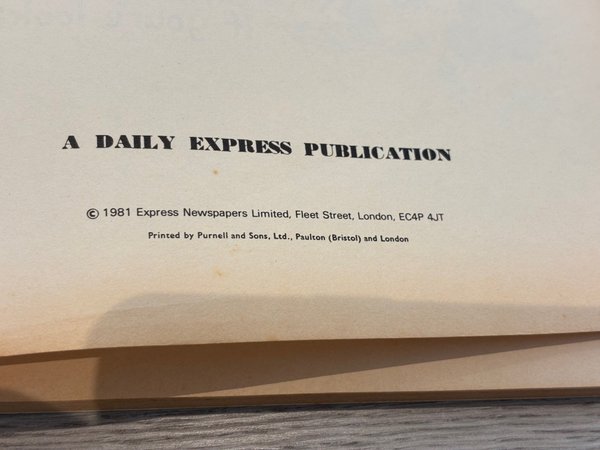 A DAILY EXPRESS PUBLICATION
© 1981 Express Newspapers Limited, Fleet Street, London, EC4P 4JT
Printed by Purnell and Sons, Ltd., Paulton (Bristol) and London